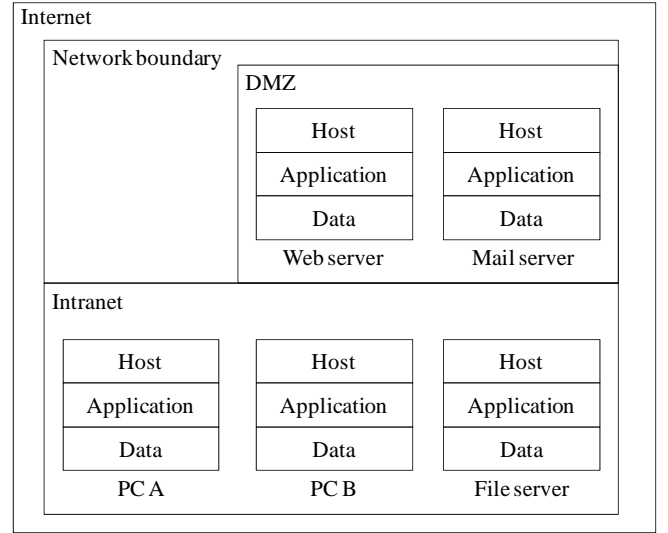 Internet
Network boundary
DMZ
Host
Host
Application
Application
Data
Data
Web server
Mail server
Intranet
Host
Host
Host
Application
Application
Application
Data
Data
Data
PC A
PC B
File server